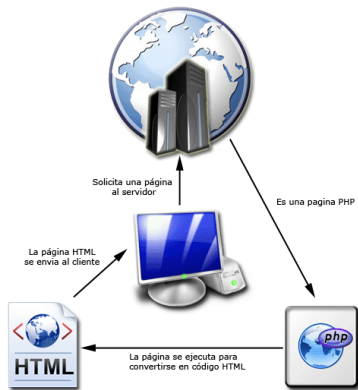 Solicita una página
al servidor
Es una pagina PHP
La página HTML
se envia al cliente
php
HTML
La página se ejecuta para
convertirse en código HTML